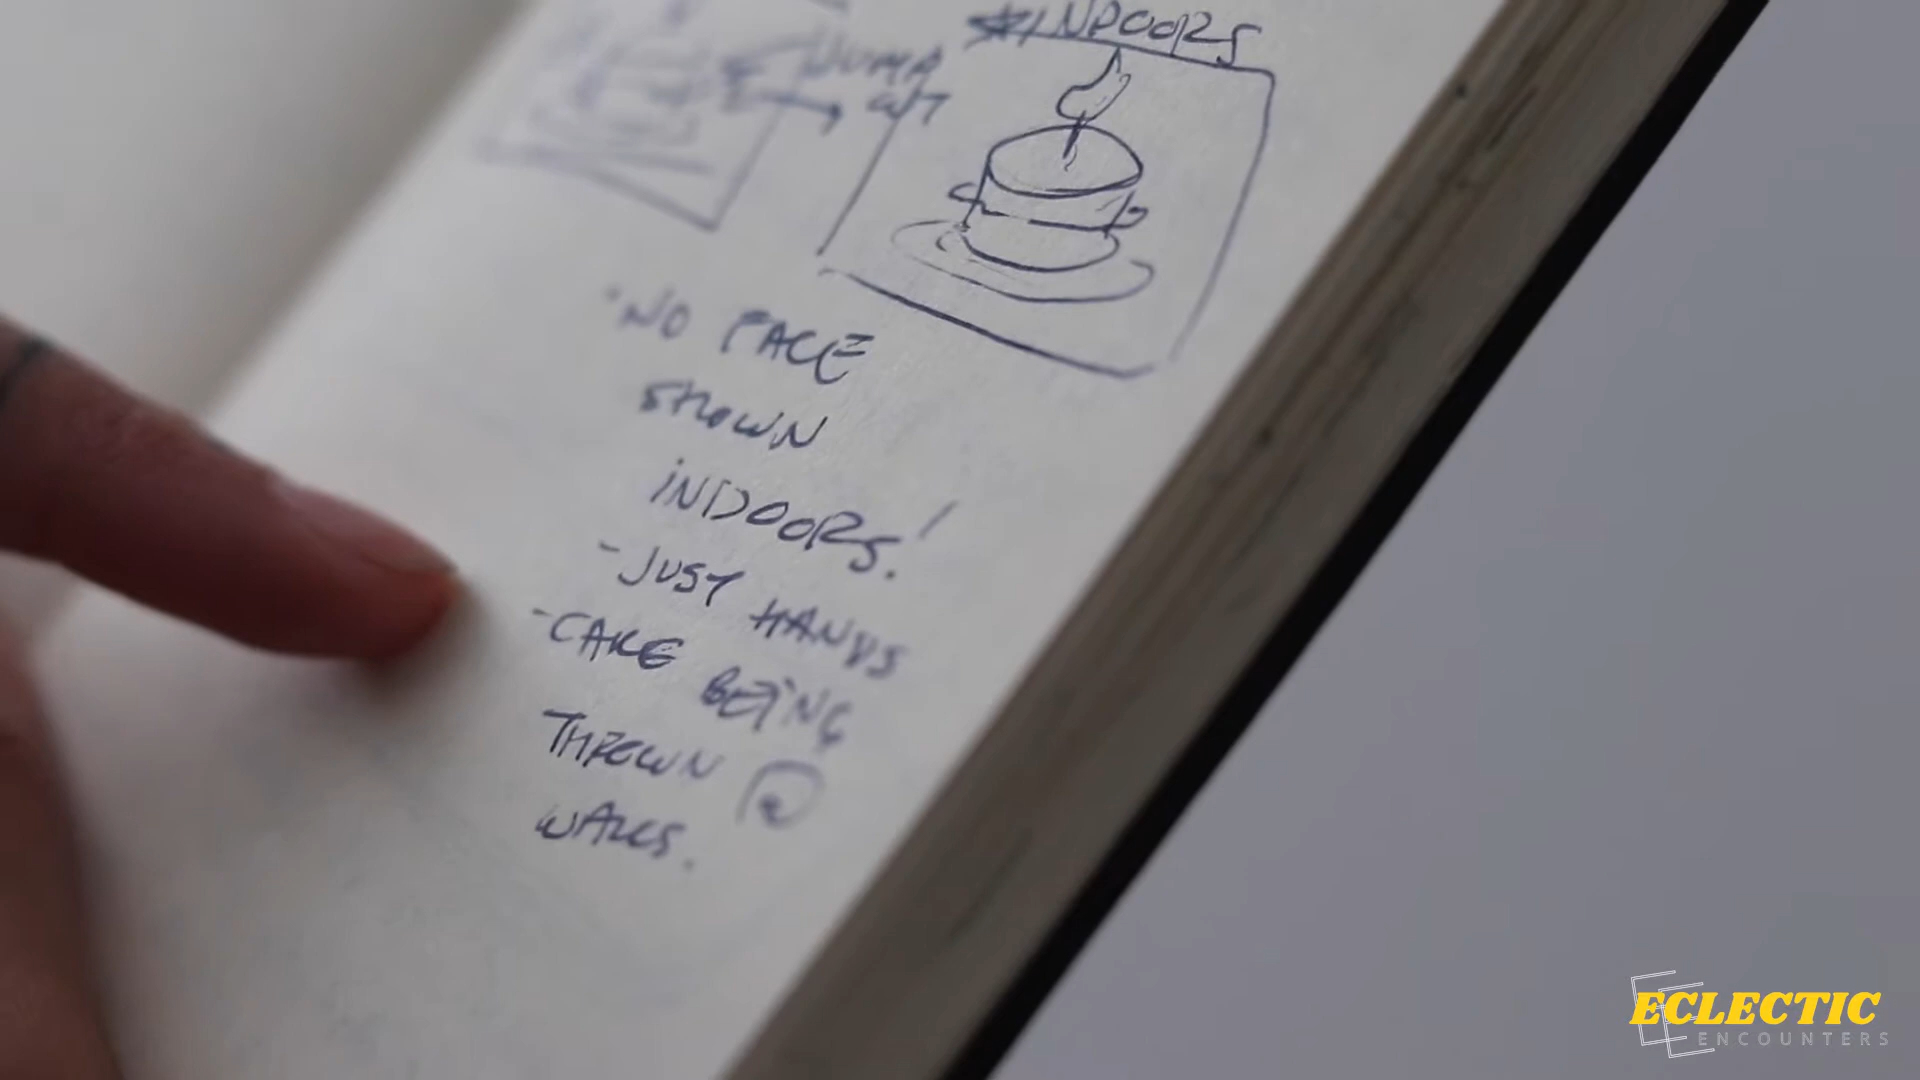 *INDOORS
NO FACE
SHOWN
INDOORS!
-JUST HANDS
-CAKE BEING
THROWN @
WALLS.
ECLECTIC
ENCOUNTERS